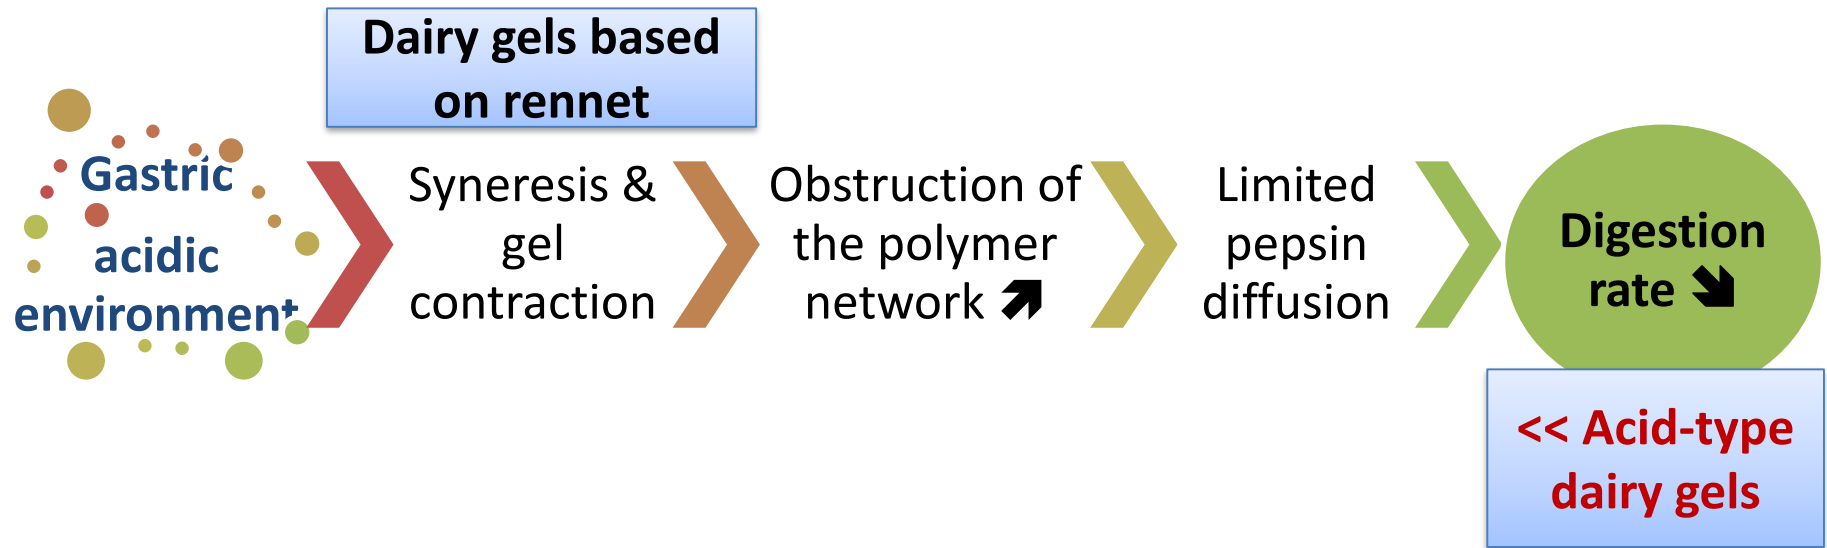 Dairy gels based
on rennet
Gastric
acidic
environment
Syneresis &
gel
contraction
Obstruction of
the polymer
network 🡽
Limited
pepsin
diffusion
Digestion
rate 🡾
<< Acid-type
dairy gels